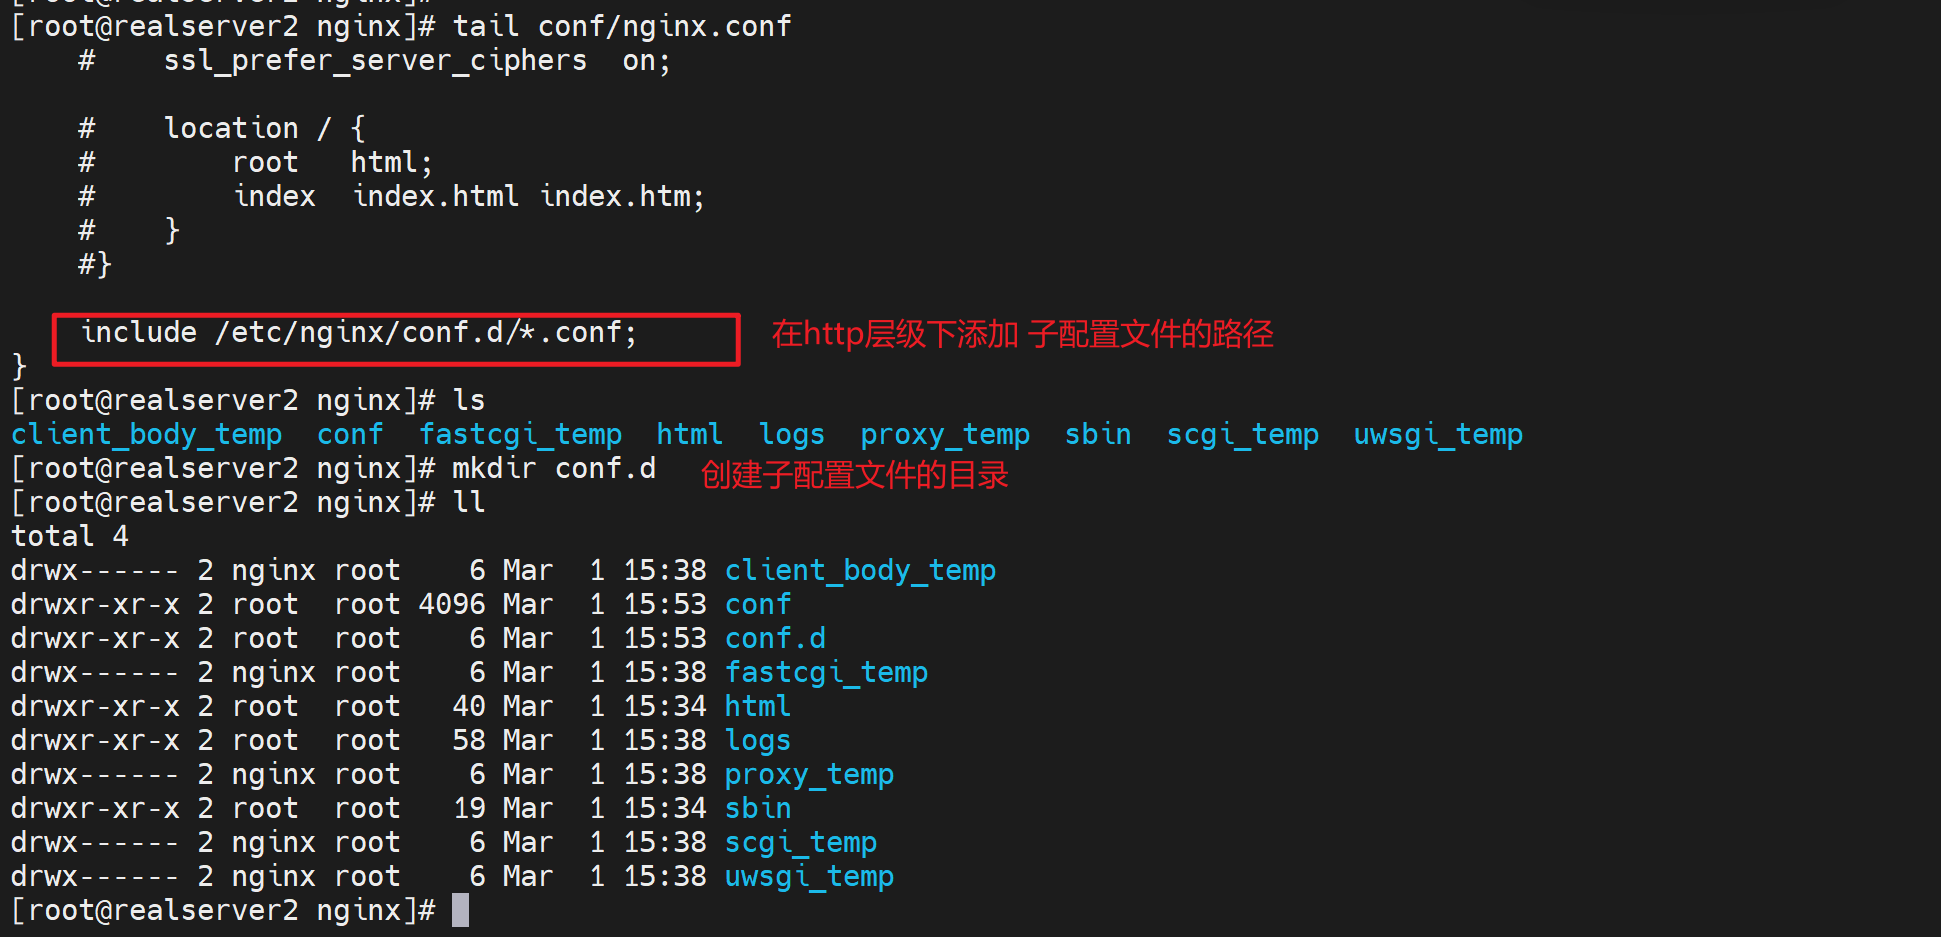 [root@realserver2 nginx]# tail conf/nginx.conf
    #    ssl_prefer_server_ciphers  on;
    #    location / {
    #        root   html;
    #        index  index.html index.htm;
    #    }
    #}
    include /etc/nginx/conf.d/*.conf; 在http层级下添加 子配置文件的路径
}
[root@realserver2 nginx]# ls
client_body_temp  conf  fastcgi_temp  html  logs  proxy_temp  sbin  scgi_temp  uwsgi_temp
[root@realserver2 nginx]# mkdir conf.d 创建子配置文件的目录
[root@realserver2 nginx]# ll
total 4
drwx------ 2 nginx root    6 Mar  1 15:38 client_body_temp
drwxr-xr-x 2 root  root 4096 Mar  1 15:53 conf
drwxr-xr-x 2 root  root    6 Mar  1 15:53 conf.d
drwx------ 2 nginx root    6 Mar  1 15:38 fastcgi_temp
drwxr-xr-x 2 root  root   40 Mar  1 15:34 html
drwxr-xr-x 2 root  root   58 Mar  1 15:38 logs
drwx------ 2 nginx root    6 Mar  1 15:38 proxy_temp
drwxr-xr-x 2 root  root   19 Mar  1 15:34 sbin
drwx------ 2 nginx root    6 Mar  1 15:38 scgi_temp
drwx------ 2 nginx root    6 Mar  1 15:38 uwsgi_temp
[root@realserver2 nginx]#